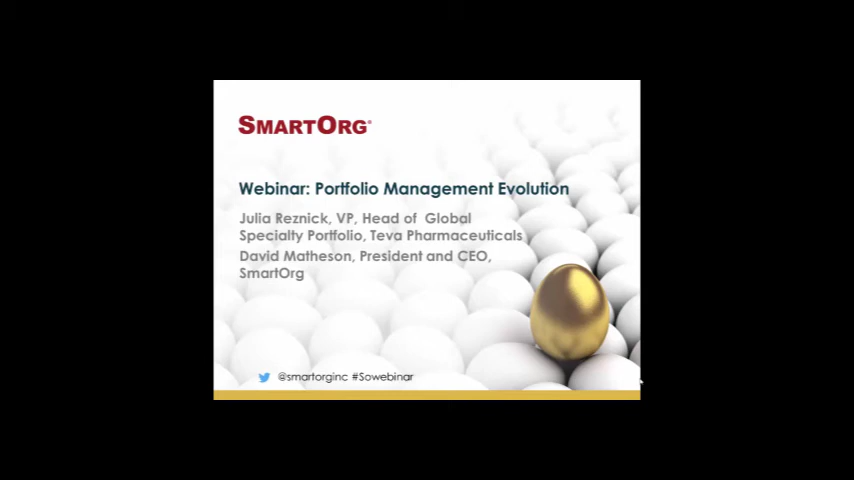 SMARTORG®
Webinar: Portfolio Management Evolution
Julia Reznick, VP, Head of Global
Specialty Portfolio, Teva Pharmaceuticals
David Matheson, President and CEO,
SmartOrg
@smartorginc #Sowebinar